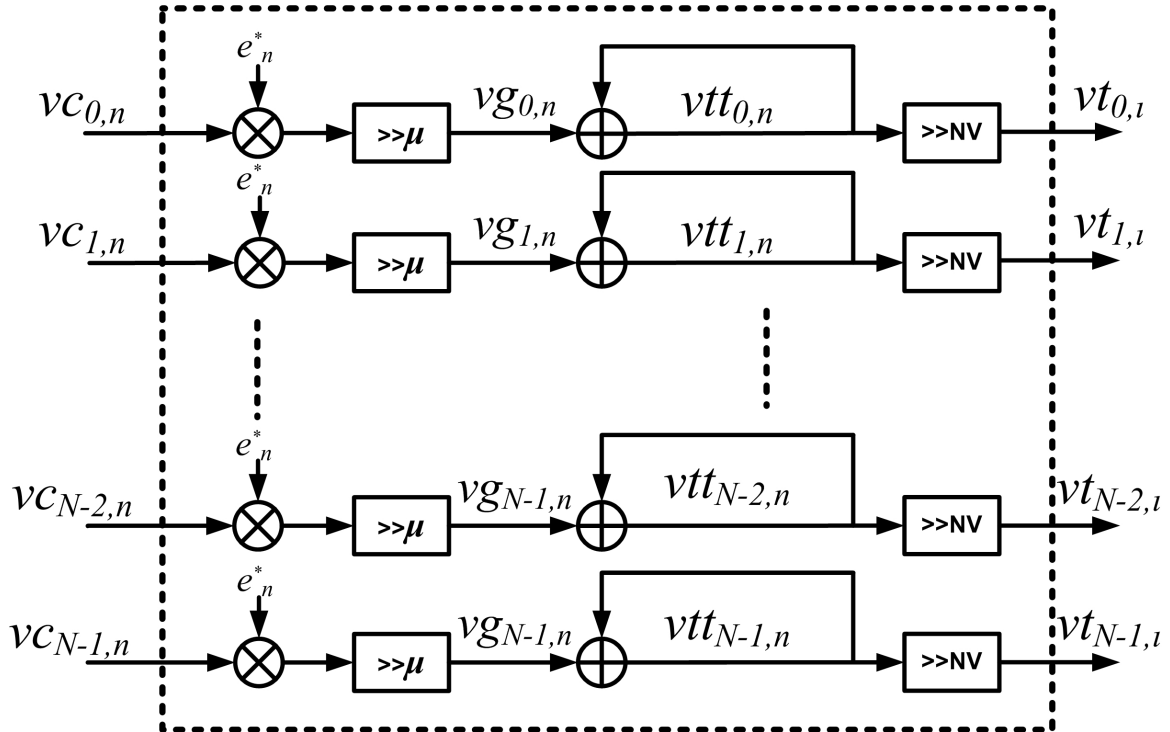 e*n
vc0,n >>μ vg0,n vtt0,n >>NV vt0,ι
e*n
vc1,n >>μ vg1,n vtt1,n >>NV vt1,ι
e*n
vcN-2,n >>μ vgN-1,n vttN-2,n >>NV vtN-2,ι
e*n
vcN-1,n >>μ vgN-1,n vttN-1,n >>NV vtN-1,ι